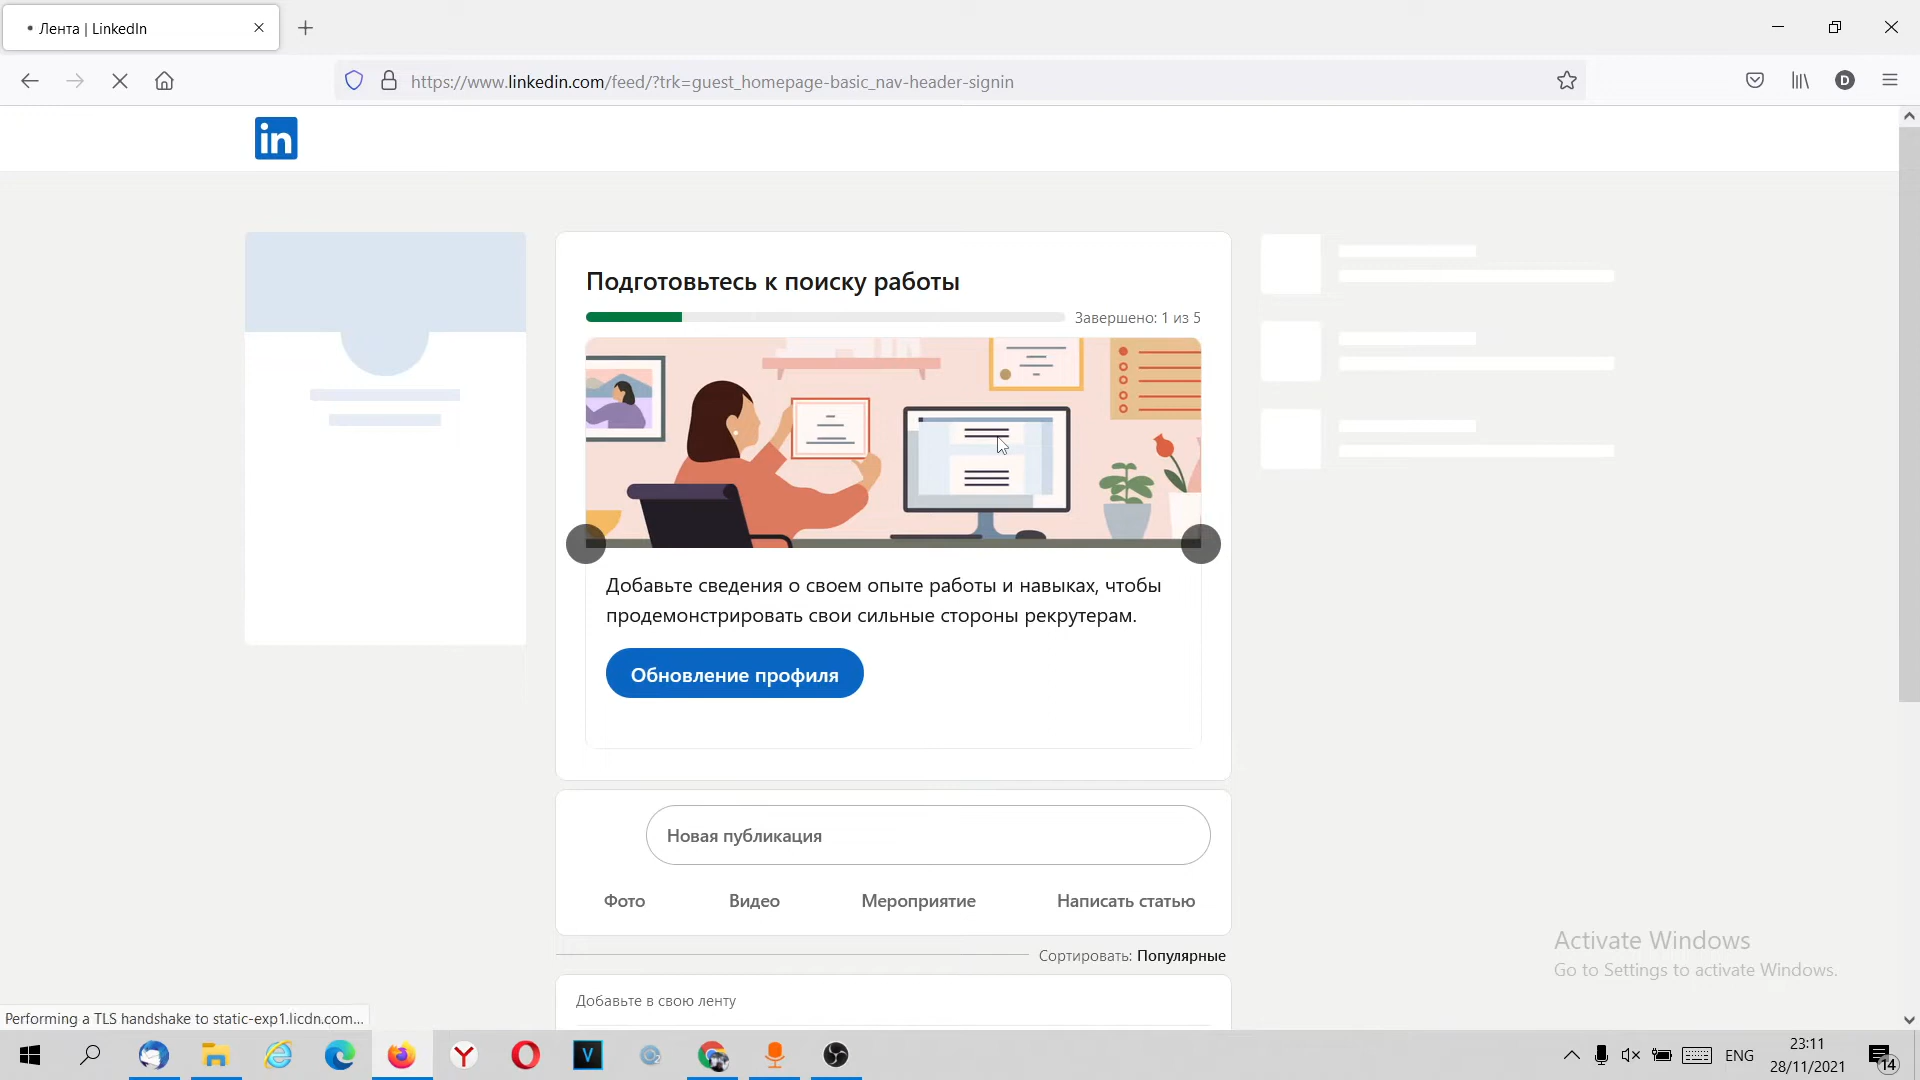 Лента | LinkedIn
https://www.linkedin.com/feed/?trk=guest_homepage-basic_nav-header-signin
D
in
Подготовьтесь к поиску работы
Завершено: 1 из 5
Добавьте сведения о своем опыте работы и навыках, чтобы
продемонстрировать свои сильные стороны рекрутерам.
Обновление профиля
Новая публикация
Фото
Видео
Мероприятие
Написать статью
Сортировать: Популярные
Добавьте в свою ленту
Activate Windows
Go to Settings to activate Windows.
Performing a TLS handshake to static-exp1.licdn.com...
ENG
23:11
28/11/2021
14